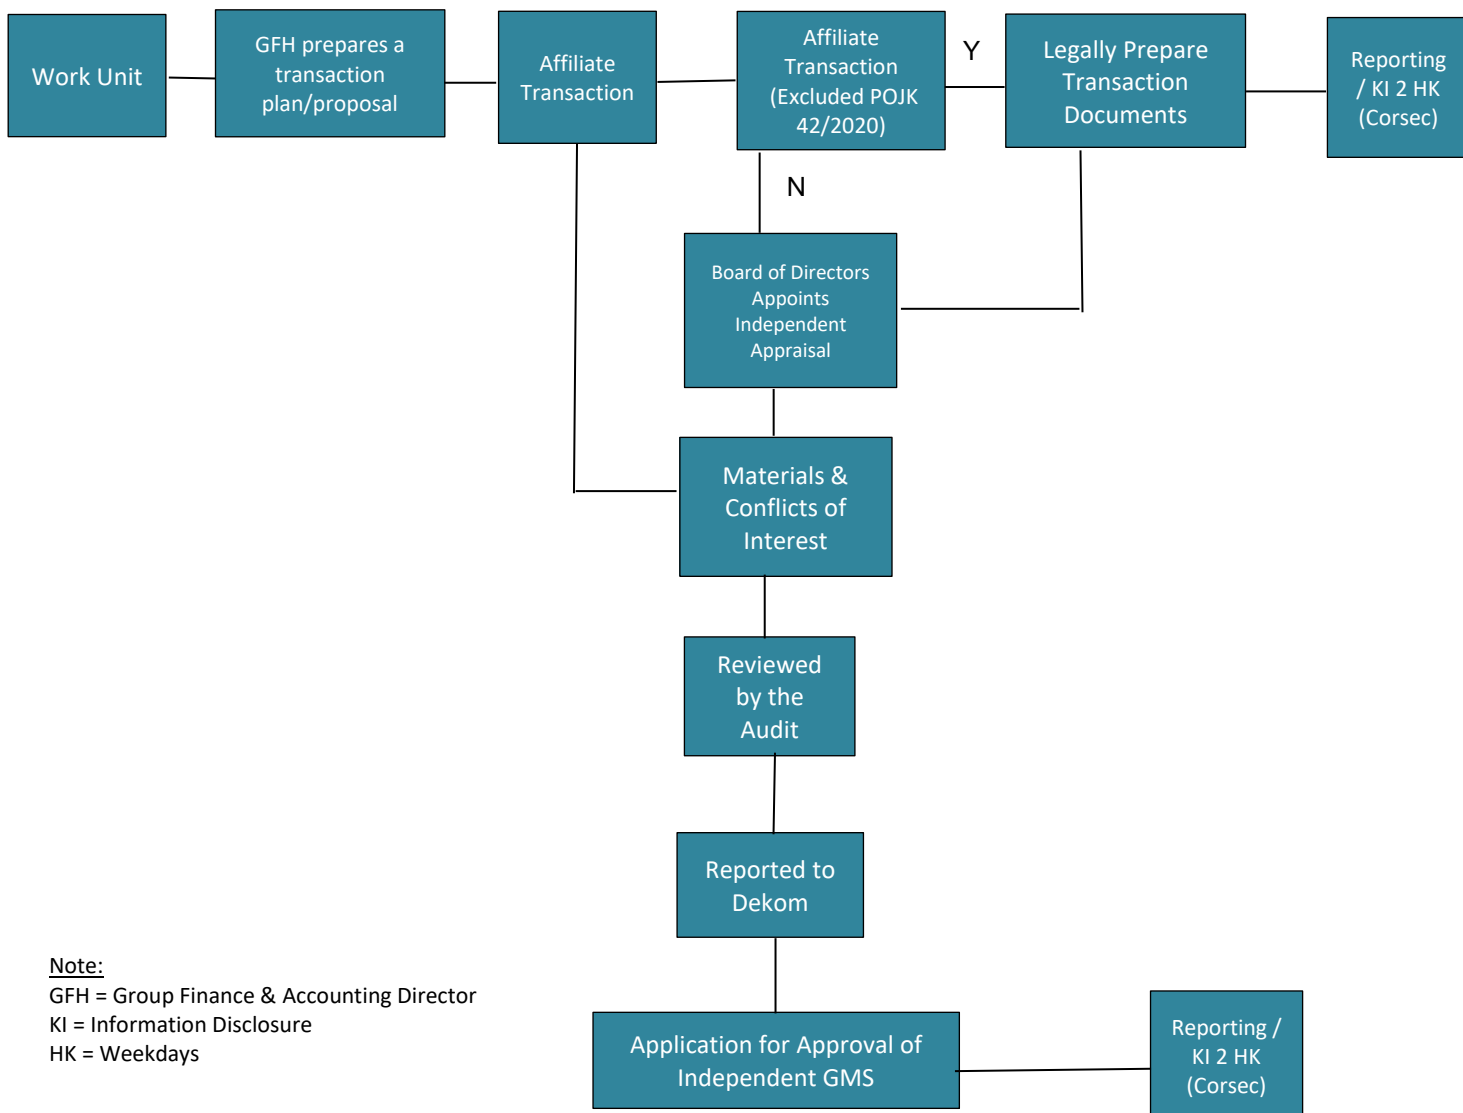 Work Unit
GFH prepares a
transaction
plan/proposal
Affiliate
Transaction
Affiliate
Transaction
(Excluded POJK
42/2020)
Y
Legally Prepare
Transaction
Documents
Reporting
/ KI 2 HK
(Corsec)
N
Board of Directors
Appoints
Independent
Appraisal
Materials &
Conflicts of
Interest
Reviewed
by the
Audit
Reported to
Dekom
Note:
GFH = Group Finance & Accounting Director
KI = Information Disclosure
HK = Weekdays
Application for Approval of
Independent GMS
Reporting /
KI 2 HK
(Corsec)